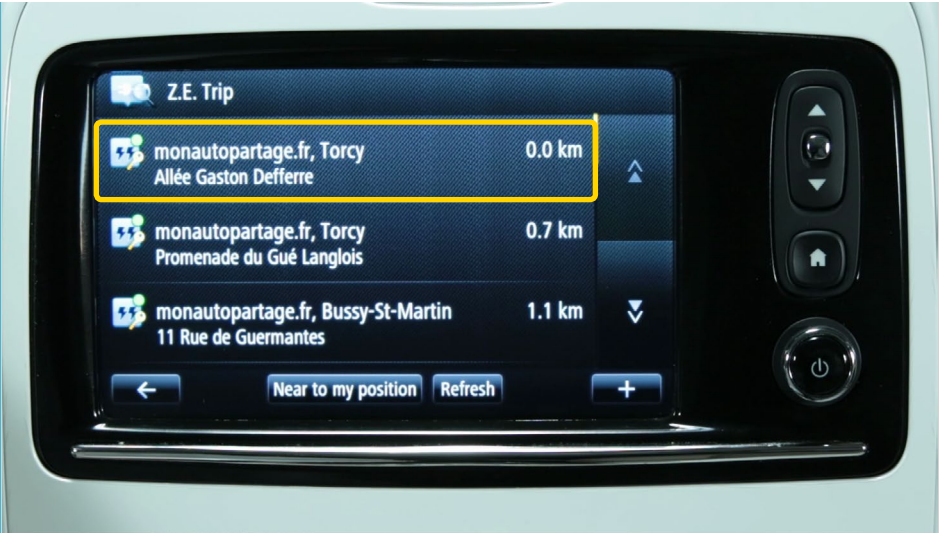 Z.E. Trip
monautopartage.fr, Torcy 0.0 km
Allée Gaston Defferre
monautopartage.fr, Torcy 0.7 km
Promenade du Gué Langlois
monautopartage.fr, Bussy-St-Martin 1.1 km
11 Rue de Guermantes
Near to my position Refresh